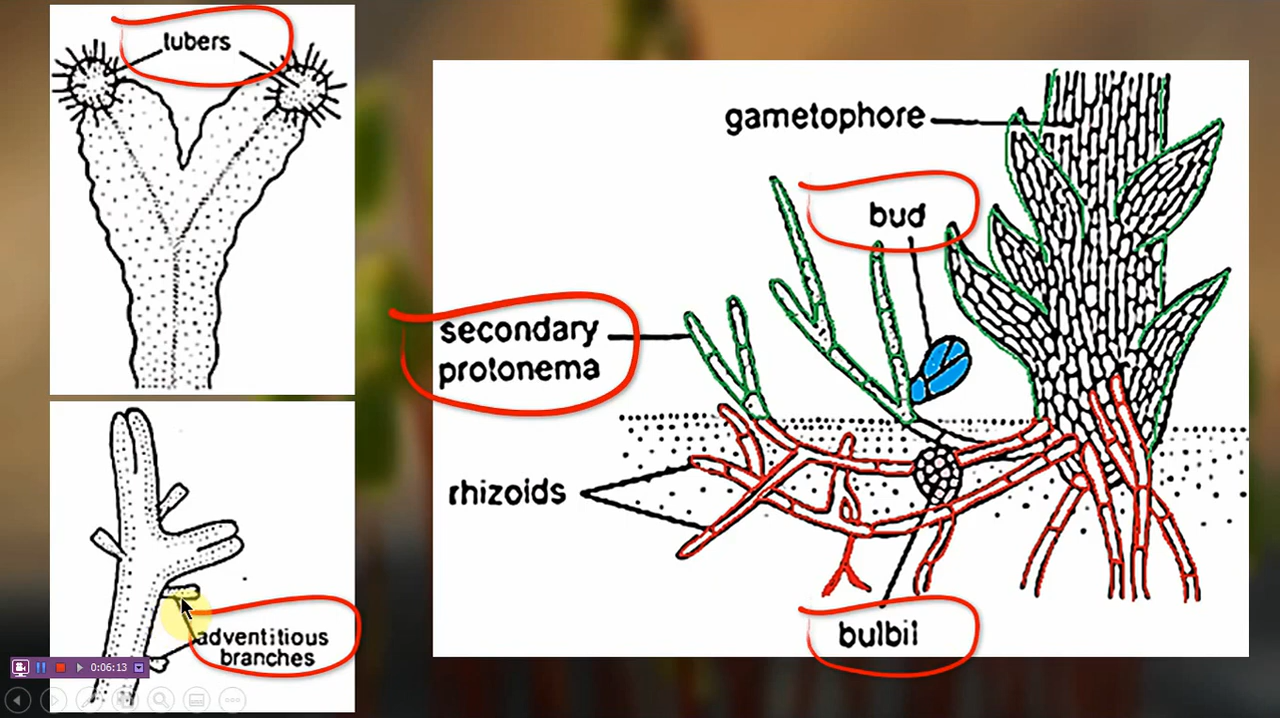 tubers
gametophore
bud
secondary
protonema
rhizoids
bulbil
adventitious
branches
0:06:13